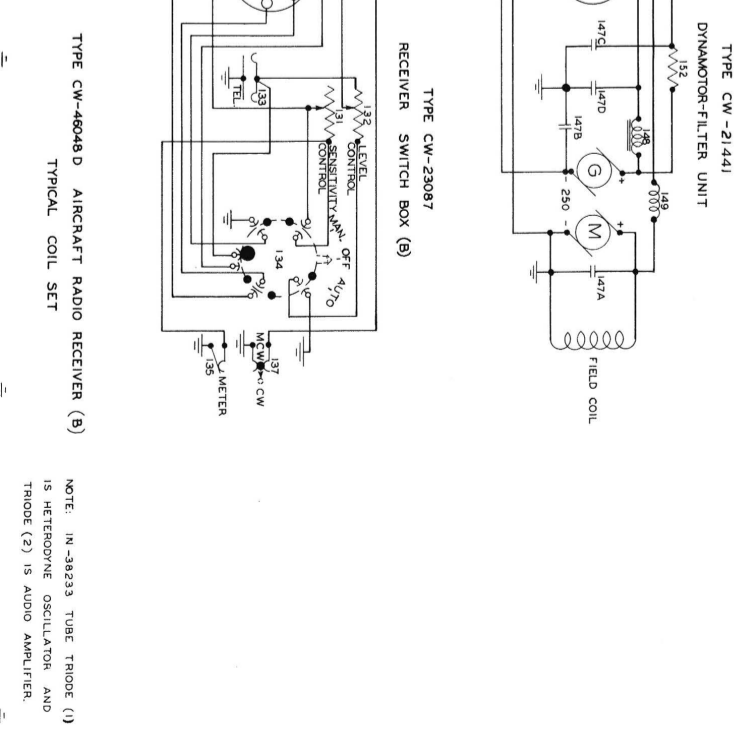 TYPE CW-21441
DYNAMOTOR-FILTER UNIT
152
147C
147D
147B
148
149
G
+
-
250
-
+
M
147A
FIELD COIL
TYPE CW-23087
RECEIVER SWITCH BOX (B)
132
LEVEL
CONTROL
131
SENSITIVITY
CONTROL
133
TEL.
MAN. OFF AUTO
134
137
MCW
CW
135
METER
TYPE CW-46048D AIRCRAFT RADIO RECEIVER (B)
TYPICAL COIL SET
NOTE: IN-38233 TUBE TRIODE (1)
IS HETERODYNE OSCILLATOR AND
TRIODE (2) IS AUDIO AMPLIFIER.